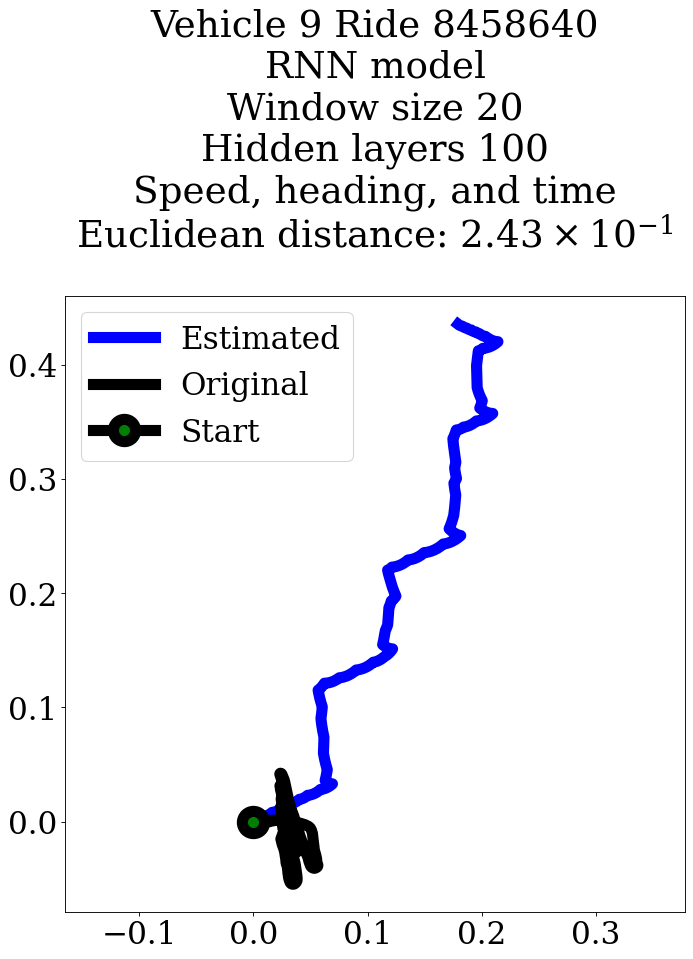 Vehicle 9 Ride 8458640
RNN model
Window size 20
Hidden layers 100
Speed, heading, and time
Euclidean distance: 2.43 × 10⁻¹
Estimated
Original
Start
0.4
0.3
0.2
0.1
0.0
−0.1 0.0 0.1 0.2 0.3